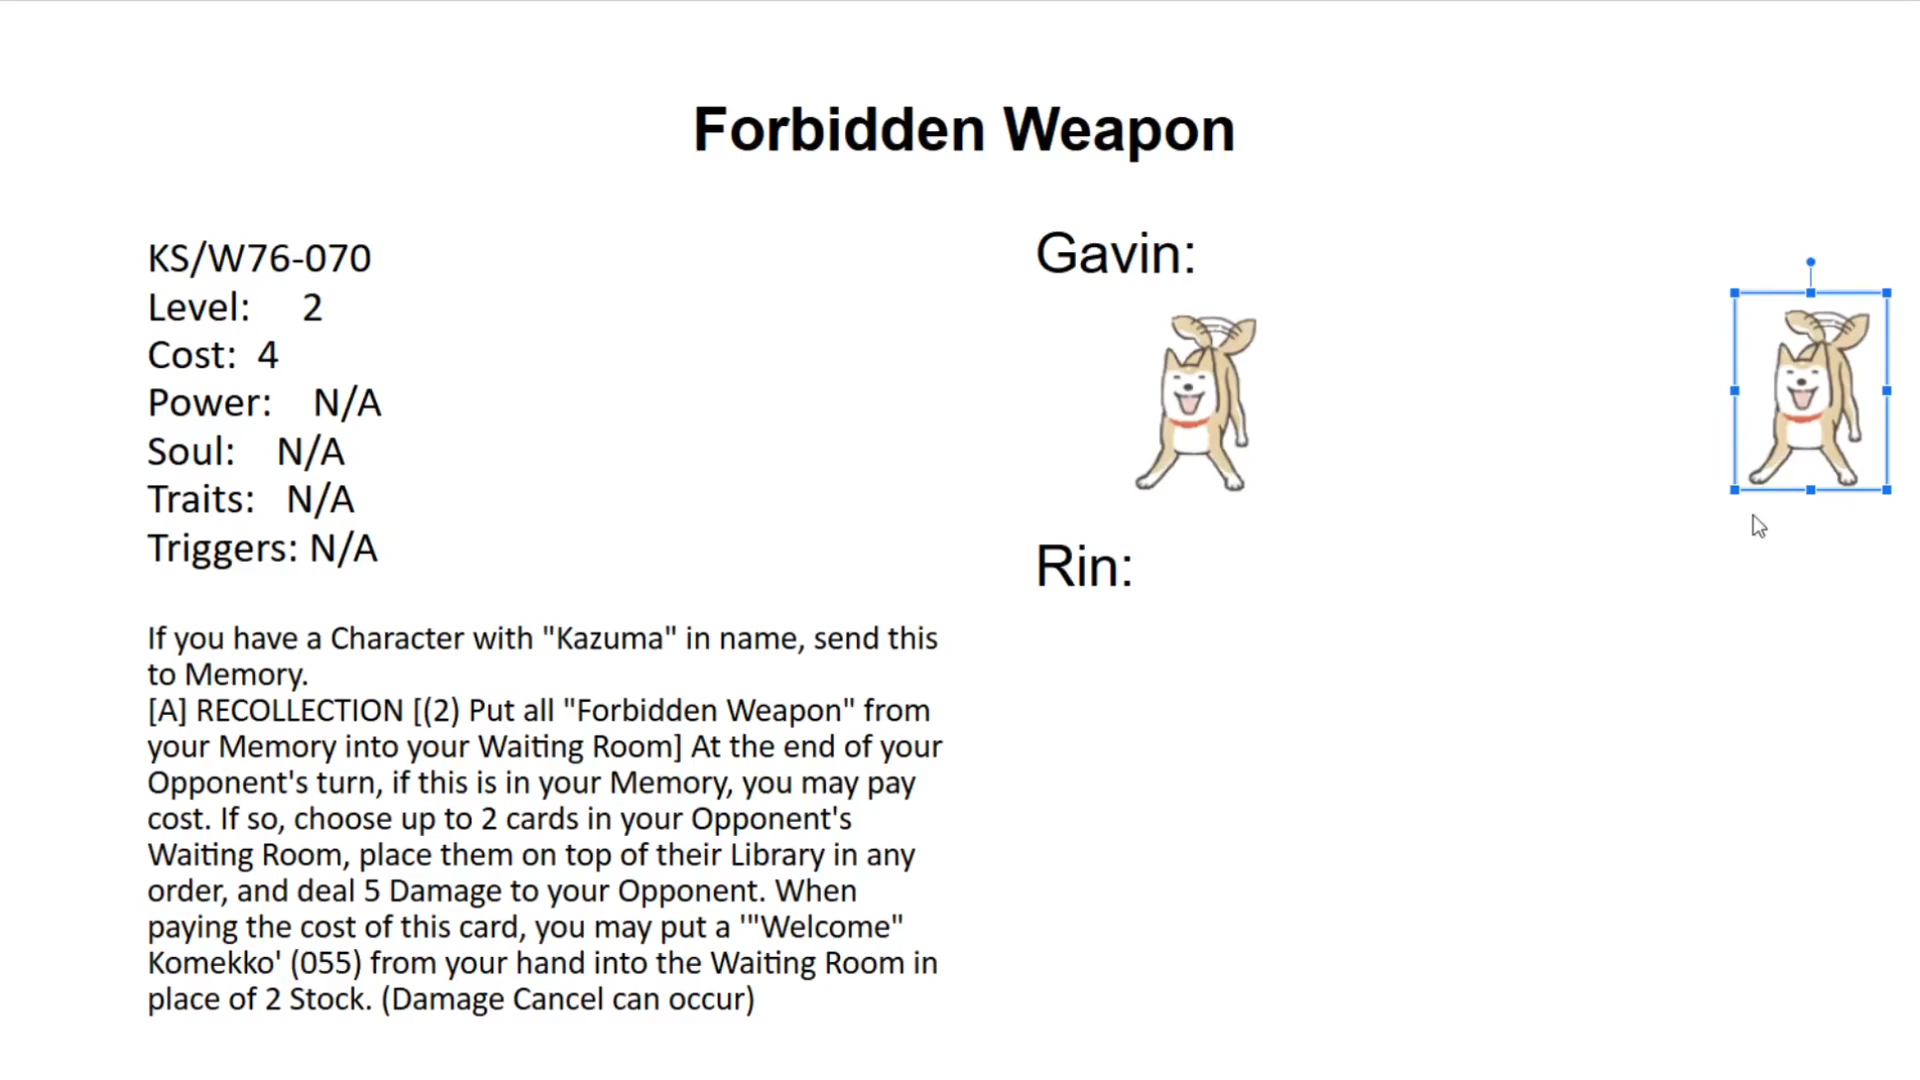 Forbidden Weapon
KS/W76-070
Level: 2
Cost: 4
Power: N/A
Soul: N/A
Traits: N/A
Triggers: N/A
If you have a Character with "Kazuma" in name, send this
to Memory.
[A] RECOLLECTION [(2) Put all "Forbidden Weapon" from
your Memory into your Waiting Room] At the end of your
Opponent's turn, if this is in your Memory, you may pay
cost. If so, choose up to 2 cards in your Opponent's
Waiting Room, place them on top of their Library in any
order, and deal 5 Damage to your Opponent. When
paying the cost of this card, you may put a '"Welcome"
Komekko' (055) from your hand into the Waiting Room in
place of 2 Stock. (Damage Cancel can occur)
Gavin:
Rin: